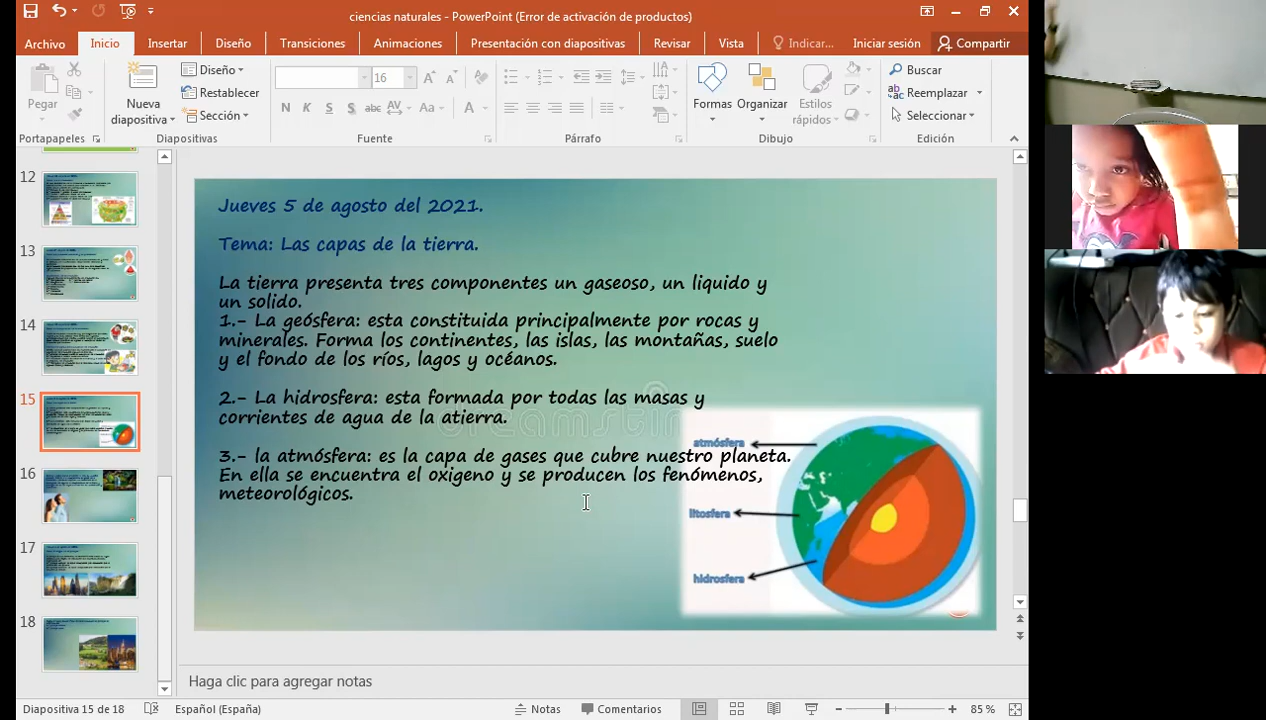 ciencias naturales - PowerPoint (Error de activación de productos)
Archivo Inicio Insertar Diseño Transiciones Animaciones Presentación con diapositivas Revisar Vista Indicar... Iniciar sesión Compartir
Pegar
Nueva diapositiva
Diseño
Restablecer
Sección
16
N K S S abc AV Aa A
Formas Organizar Estilos rápidos
Buscar
Reemplazar
Seleccionar
Portapapeles Diapositivas Fuente Párrafo Dibujo Edición
12
13
14
15
16
17
18
Jueves 5 de agosto del 2021.
Tema: Las capas de la tierra.
La tierra presenta tres componentes un gaseoso, un liquido y
un solido.
1.- La geósfera: esta constituida principalmente por rocas y
minerales. Forma los continentes, las islas, las montañas, suelo
y el fondo de los ríos, lagos y océanos.
2.- La hidrosfera: esta formada por todas las masas y
corrientes de agua de la atierra.
3.- la atmósfera: es la capa de gases que cubre nuestro planeta.
En ella se encuentra el oxigeno y se producen los fenómenos,
meteorológicos.
atmósfera
litosfera
hidrosfera
Haga clic para agregar notas
Diapositiva 15 de 18 Español (España) Notas Comentarios 85 %